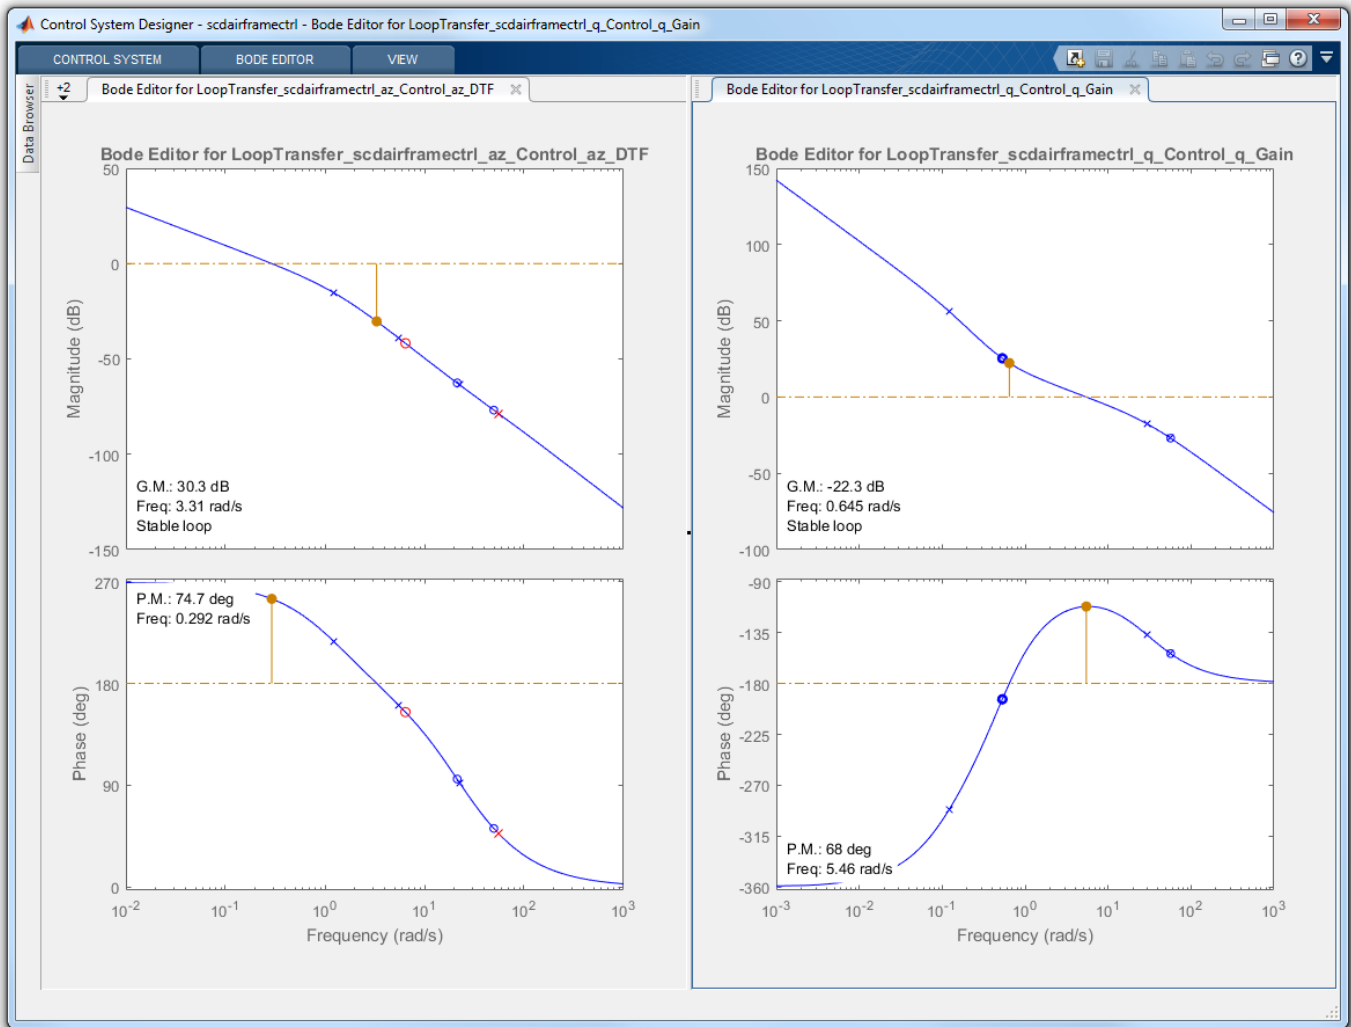 Control System Designer - scdairframectrl - Bode Editor for LoopTransfer_scdairframectrl_q_Control_q_Gain
CONTROL SYSTEM
BODE EDITOR
VIEW
Data Browser
+2
Bode Editor for LoopTransfer_scdairframectrl_az_Control_az_DTF
Bode Editor for LoopTransfer_scdairframectrl_az_Control_az_DTF
50
0
-50
-100
-150
Magnitude (dB)
G.M.: 30.3 dB
Freq: 3.31 rad/s
Stable loop
270
180
90
0
Phase (deg)
P.M.: 74.7 deg
Freq: 0.292 rad/s
10-2
10-1
100
101
102
103
Frequency (rad/s)
Bode Editor for LoopTransfer_scdairframectrl_q_Control_q_Gain
Bode Editor for LoopTransfer_scdairframectrl_q_Control_q_Gain
150
100
50
0
-50
-100
Magnitude (dB)
G.M.: -22.3 dB
Freq: 0.645 rad/s
Stable loop
-90
-135
-180
-225
-270
-315
-360
Phase (deg)
P.M.: 68 deg
Freq: 5.46 rad/s
10-3
10-2
10-1
100
101
102
103
Frequency (rad/s)